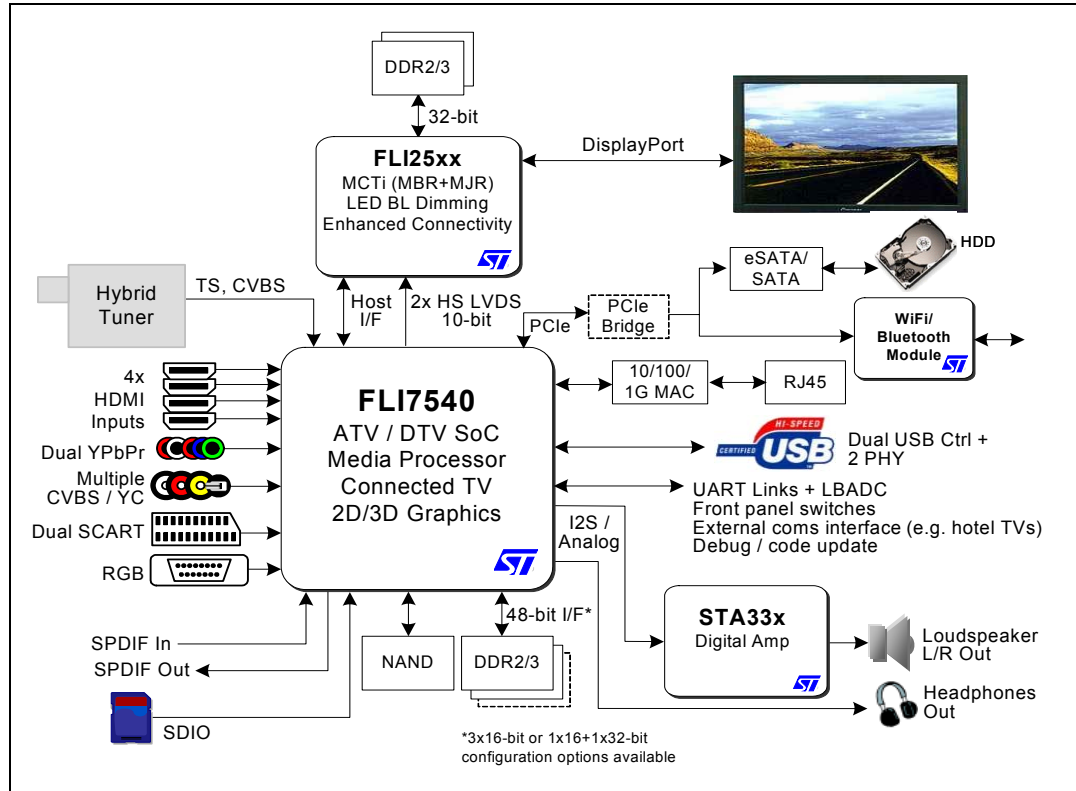 DDR2/3
32-bit
FLI25xx
MCTi (MBR+MJR)
LED BL Dimming
Enhanced Connectivity
ST
DisplayPort
HDD
eSATA/
SATA
Hybrid
Tuner
TS, CVBS
Host
I/F
2x HS LVDS
10-bit
PCIe
PCIe
Bridge
WiFi/
Bluetooth
Module
ST
4x
HDMI
Inputs
Dual YPbPr
Multiple
CVBS / YC
Dual SCART
RGB
FLI7540
ATV / DTV SoC
Media Processor
Connected TV
2D/3D Graphics
ST
10/100/
1G MAC
RJ45
HI-SPEED
CERTIFIED
USB
Dual USB Ctrl +
2 PHY
UART Links + LBADC
Front panel switches
External coms interface (e.g. hotel TVs)
Debug / code update
I2S /
Analog
STA33x
Digital Amp
ST
Loudspeaker
L/R Out
Headphones
Out
SPDIF In
SPDIF Out
SDIO
NAND
48-bit I/F*
DDR2/3
*3x16-bit or 1x16+1x32-bit
configuration options available